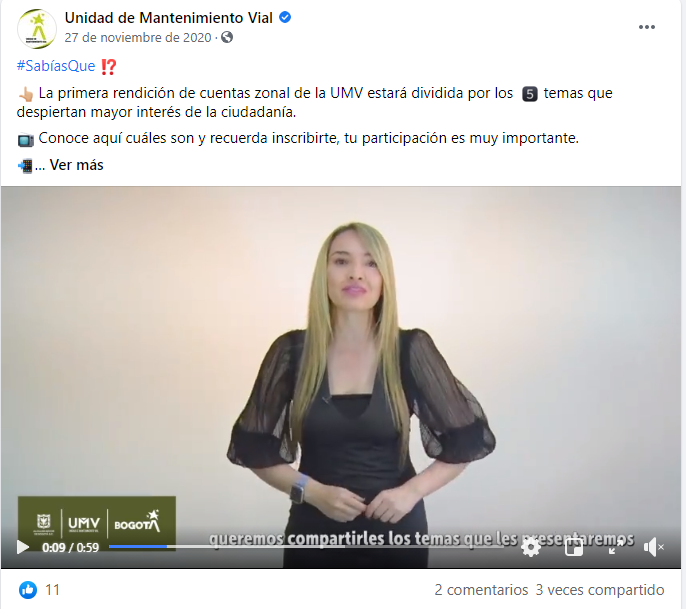 Unidad de Mantenimiento Vial
27 de noviembre de 2020 ·
#SabíasQue ⁉️
👆🏼 La primera rendición de cuentas zonal de la UMV estará dividida por los 5️⃣ temas que
despiertan mayor interés de la ciudadanía.
📺 Conoce aquí cuáles son y recuerda inscribirte, tu participación es muy importante.
📲... Ver más
UMV
BOGOTÁ
queremos compartirles los temas que les presentaremos
0:09 / 0:59
11
2 comentarios 3 veces compartido